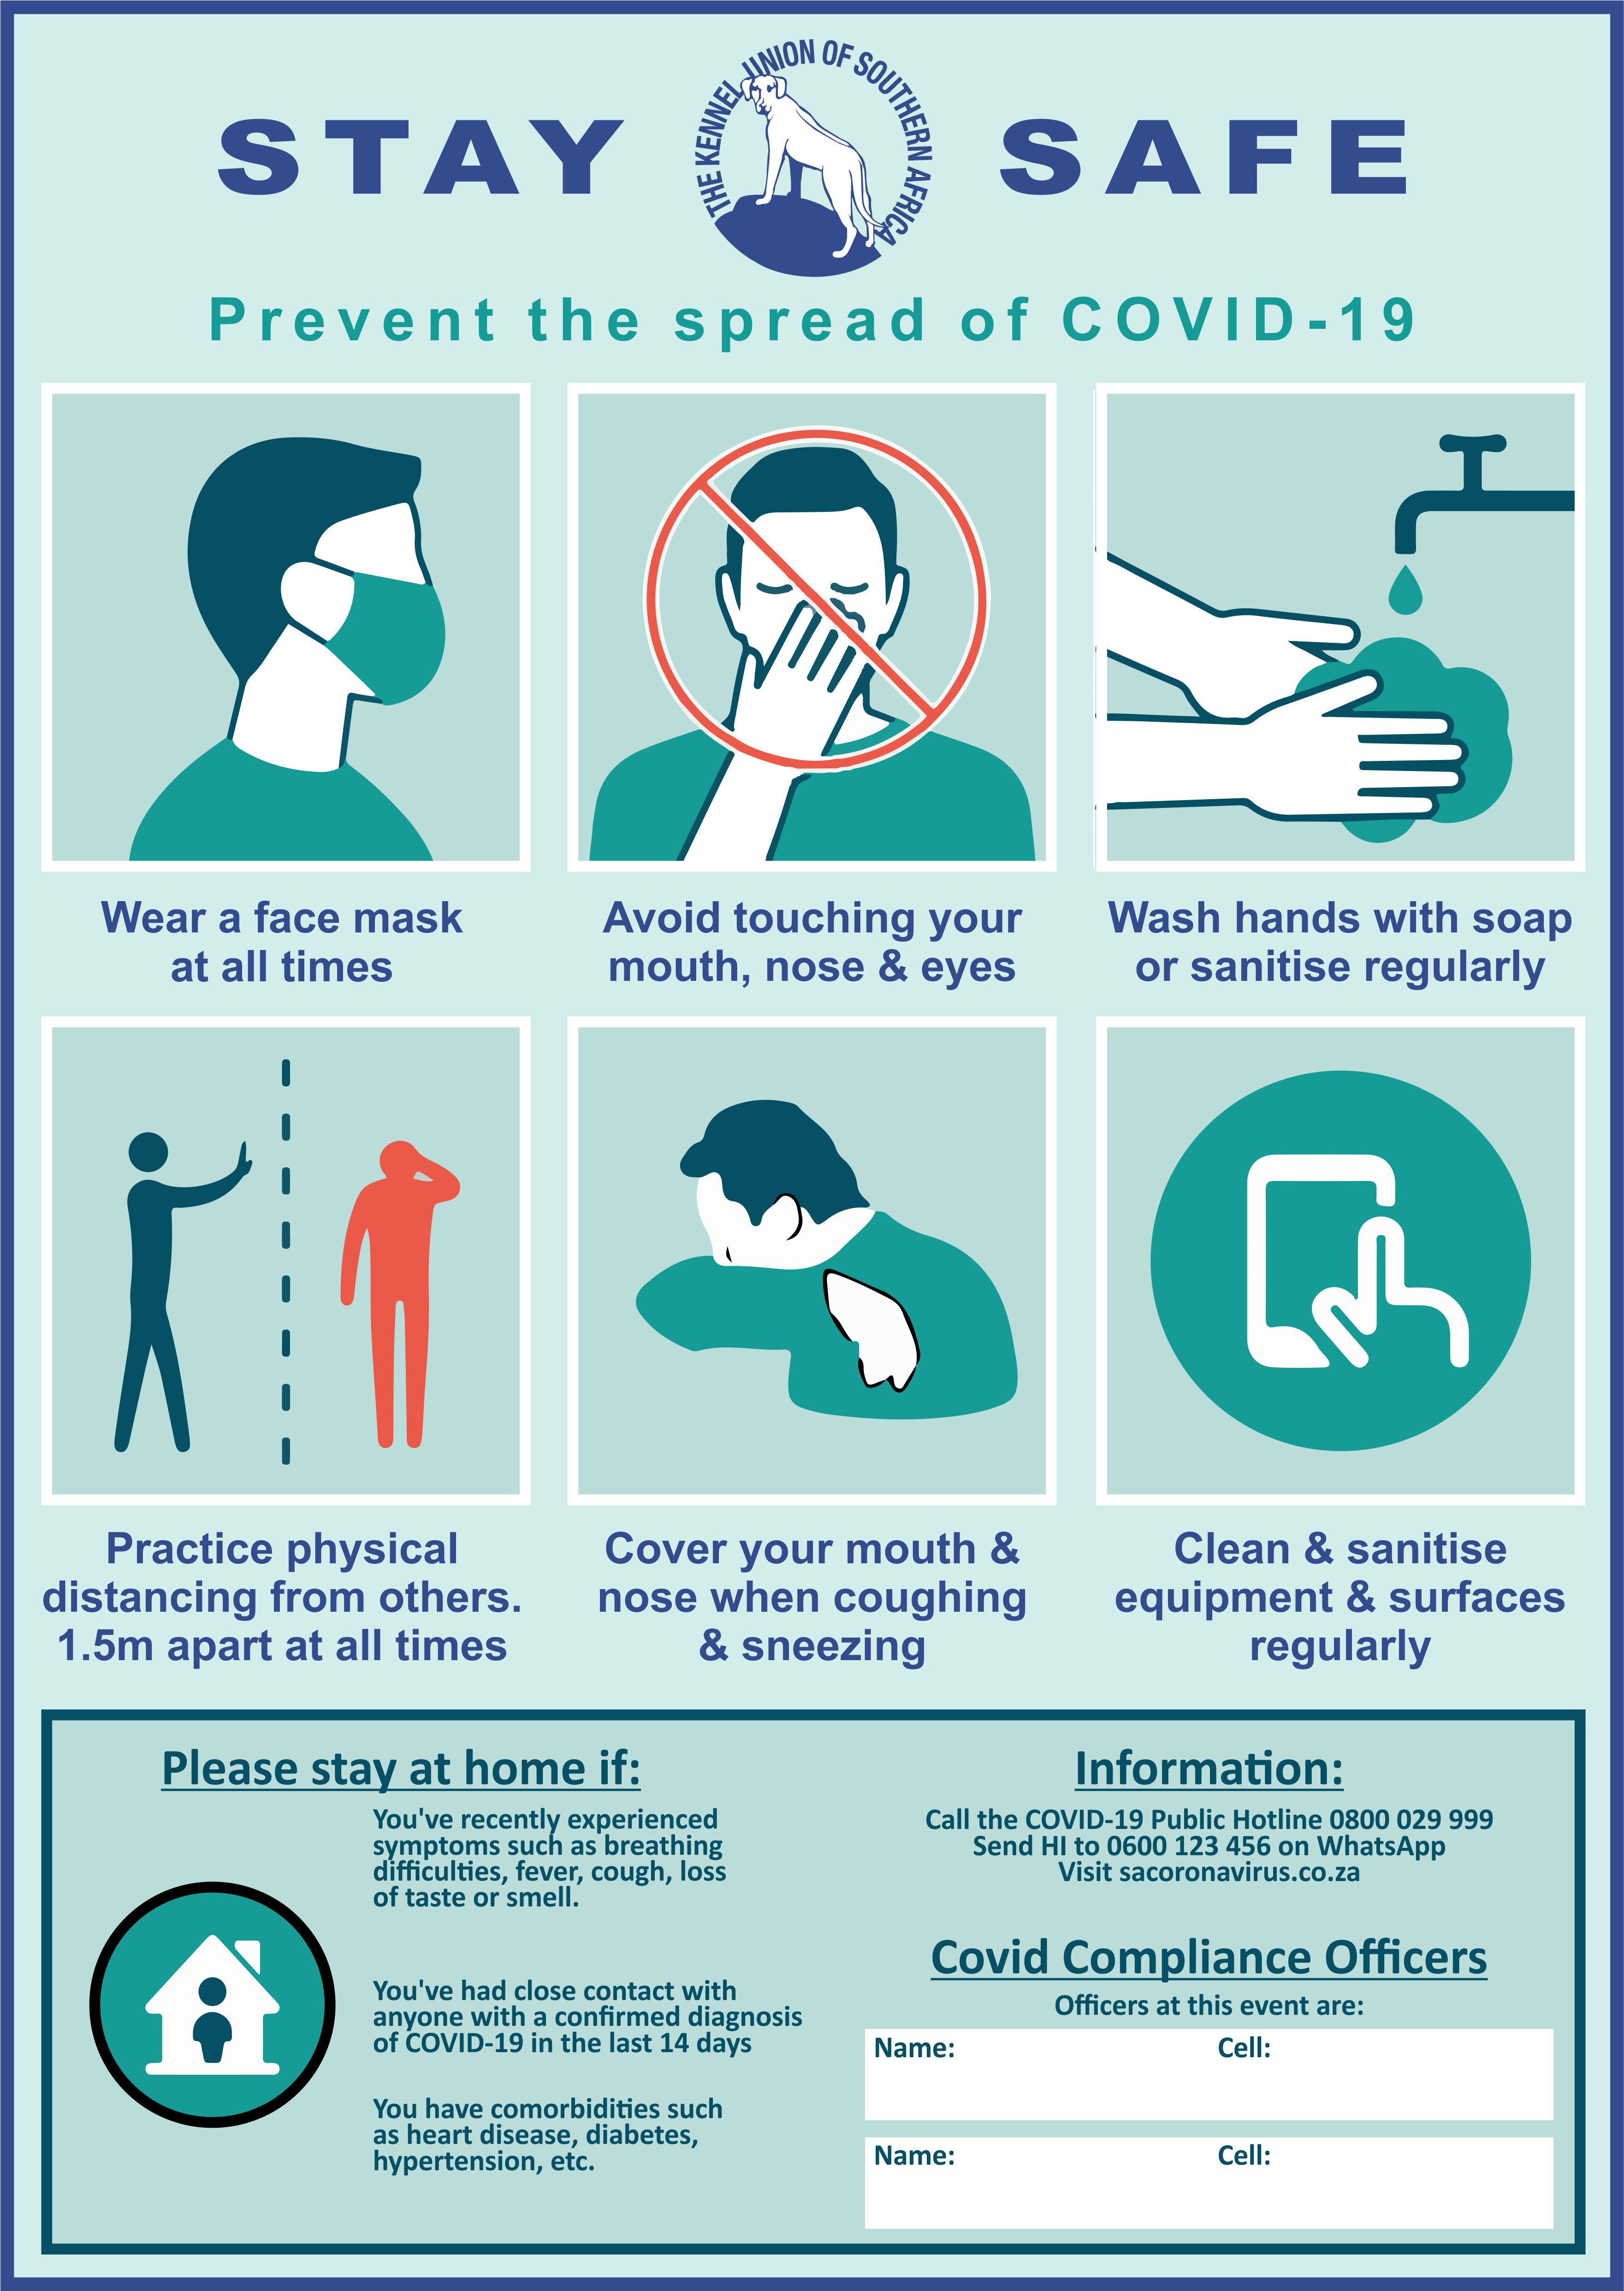 STAY
THE KENNEL UNION OF SOUTHERN AFRICA
SAFE
Prevent the spread of COVID-19
Wear a face mask
at all times
Avoid touching your
mouth, nose & eyes
Wash hands with soap
or sanitise regularly
Practice physical
distancing from others.
1.5m apart at all times
Cover your mouth &
nose when coughing
& sneezing
Clean & sanitise
equipment & surfaces
regularly
Please stay at home if:
You've recently experienced
symptoms such as breathing
difficulties, fever, cough, loss
of taste or smell.
You've had close contact with
anyone with a confirmed diagnosis
of COVID-19 in the last 14 days
You have comorbidities such
as heart disease, diabetes,
hypertension, etc.
Information:
Call the COVID-19 Public Hotline 0800 029 999
Send HI to 0600 123 456 on WhatsApp
Visit sacoronavirus.co.za
Covid Compliance Officers
Officers at this event are:
Name: Cell:
Name: Cell: